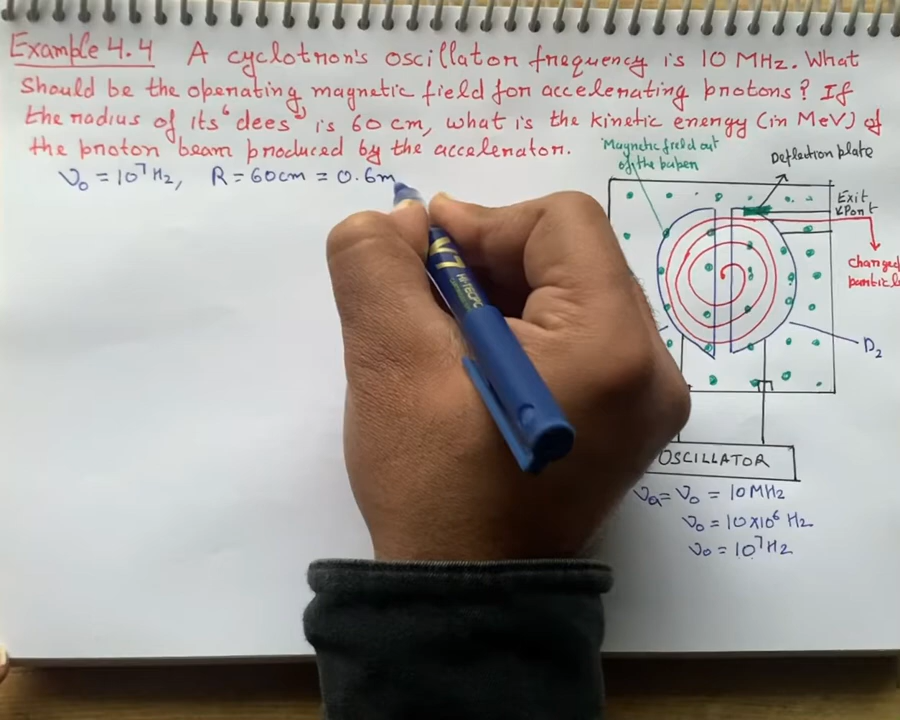 Example 4.4 A cyclotron's oscillator frequency is 10 MHz. What
should be the operating magnetic field for accelerating protons? If
the radius of its "dees" is 60 cm, what is the kinetic energy (in MeV) of
the proton beam produced by the accelerator.
Magnetic field out
of the paper
Deflection plate
ν₀ = 10⁷ Hz, R = 60cm = 0.6m
Exit
Port
Charged
particle
D₂
OSCILLATOR
νa = ν₀ = 10 MHz
ν₀ = 10×10⁶ Hz
ν₀ = 10⁷ Hz
V7